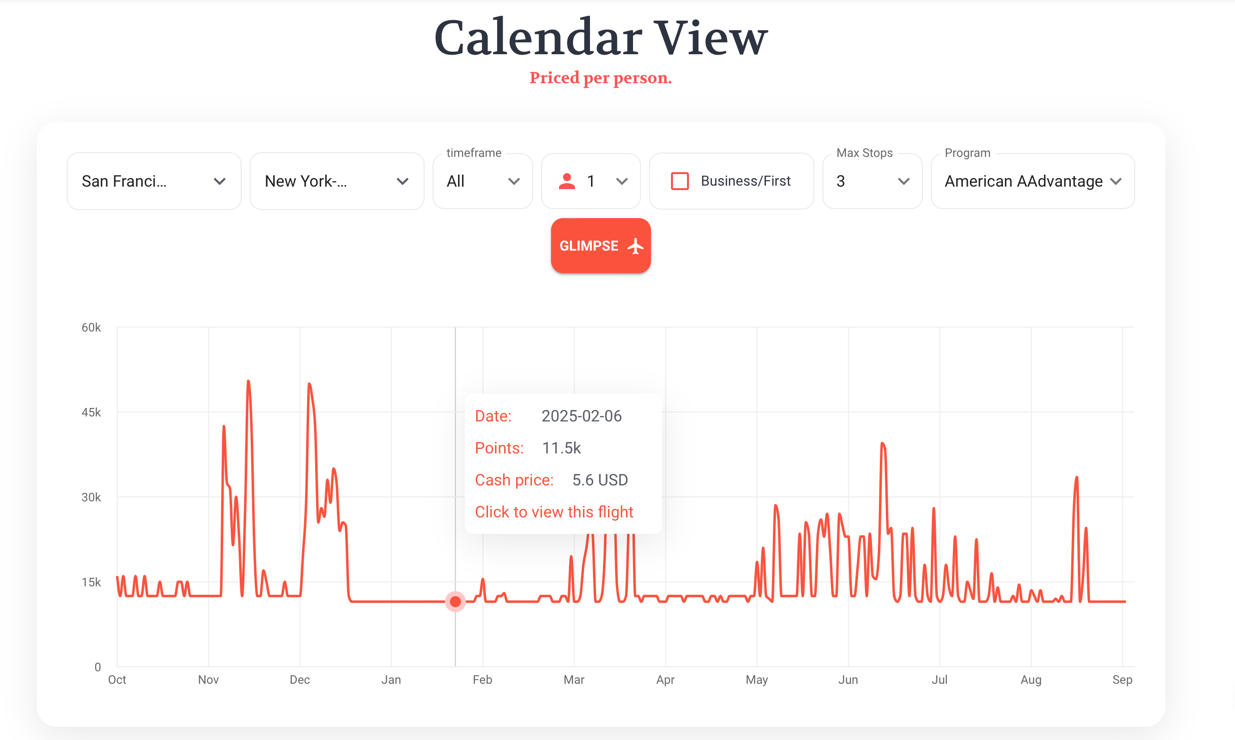 Calendar View
Priced per person.
timeframe
Max Stops
Program
San Franci...
New York-...
All
1
Business/First
3
American AAdvantage
GLIMPSE
60k
45k
30k
15k
0
Date: 2025-02-06
Points: 11.5k
Cash price: 5.6 USD
Click to view this flight
Oct Nov Dec Jan Feb Mar Apr May Jun Jul Aug Sep